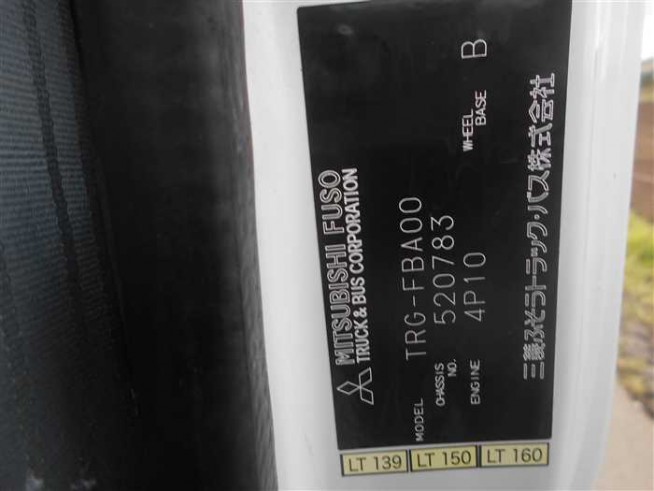 MITSUBISHI FUSO
TRUCK & BUS CORPORATION
MODEL TRG-FBA00
CHASSIS NO. 520783
ENGINE 4P10 WHEEL BASE B
三菱ふそうトラック・バス株式会社
LT 139 LT 150 LT 160